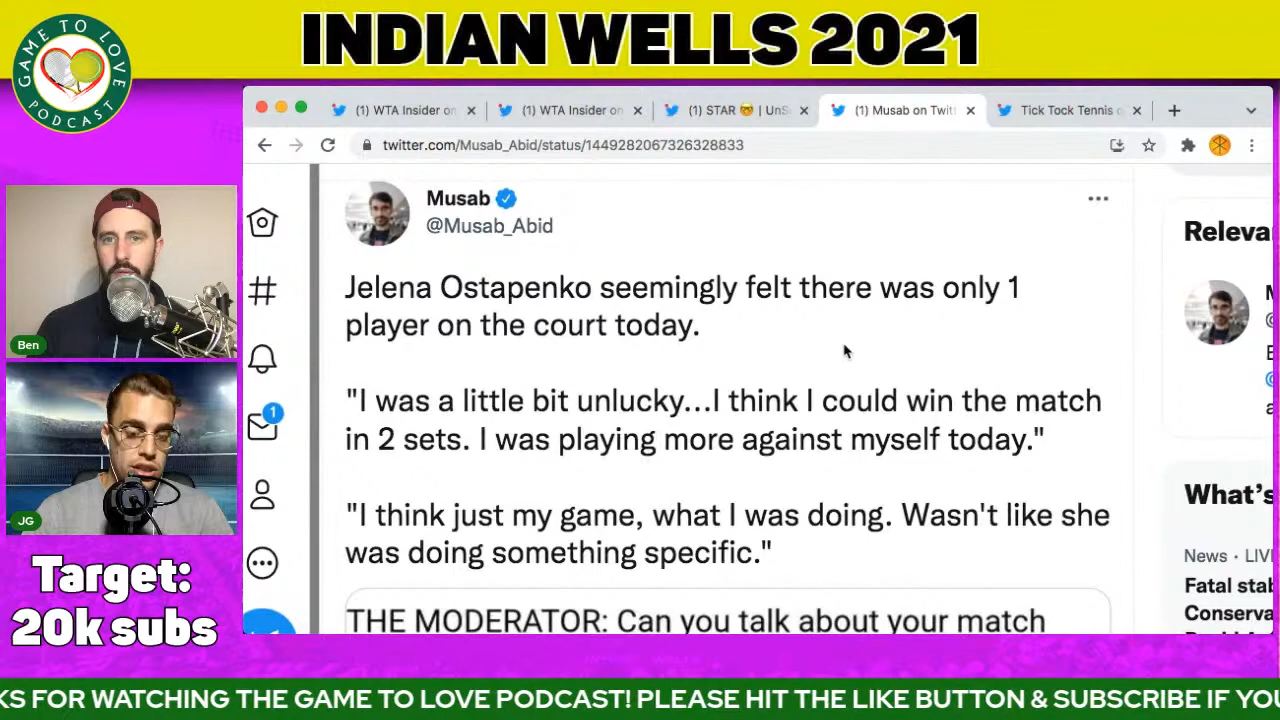 INDIAN WELLS 2021
GAME TO LOVE
PODCAST
(1) WTA Insider on
(1) WTA Insider on
(1) STAR 🤓 | UnS
(1) Musab on Twitt
Tick Tock Tennis o
twitter.com/Musab_Abid/status/1449282067326328833
Musab
@Musab_Abid
Jelena Ostapenko seemingly felt there was only 1
player on the court today.
"I was a little bit unlucky...I think I could win the match
in 2 sets. I was playing more against myself today."
"I think just my game, what I was doing. Wasn't like she
was doing something specific."
THE MODERATOR: Can you talk about your match
1
Releva
What's
News · LIV
Fatal stab
Conserva
Ben
JG
Target:
20k subs
KS FOR WATCHING THE GAME TO LOVE PODCAST! PLEASE HIT THE LIKE BUTTON & SUBSCRIBE IF YOU